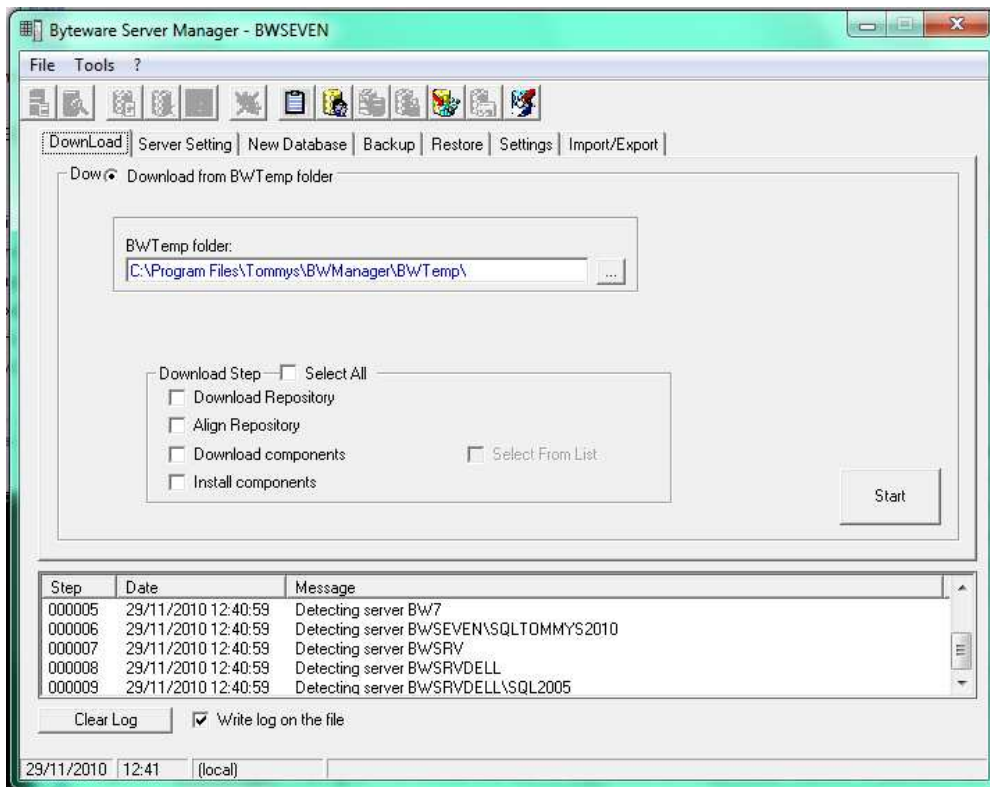 Byteware Server Manager - BWSEVEN
File Tools ?
DownLoad Server Setting New Database Backup Restore Settings Import/Export
Dow Download from BWTemp folder
BWTemp folder:
C:\Program Files\Tommys\BWManager\BWTemp\
...
Download Step Select All
Download Repository
Align Repository
Download components Select From List
Install components
Start
Step Date Message
000005 29/11/2010 12:40:59 Detecting server BW7
000006 29/11/2010 12:40:59 Detecting server BWSEVEN\SQLTOMMYS2010
000007 29/11/2010 12:40:59 Detecting server BWSRV
000008 29/11/2010 12:40:59 Detecting server BWSRVDELL
000009 29/11/2010 12:40:59 Detecting server BWSRVDELL\SQL2005
Clear Log Write log on the file
29/11/2010 12:41 (local)